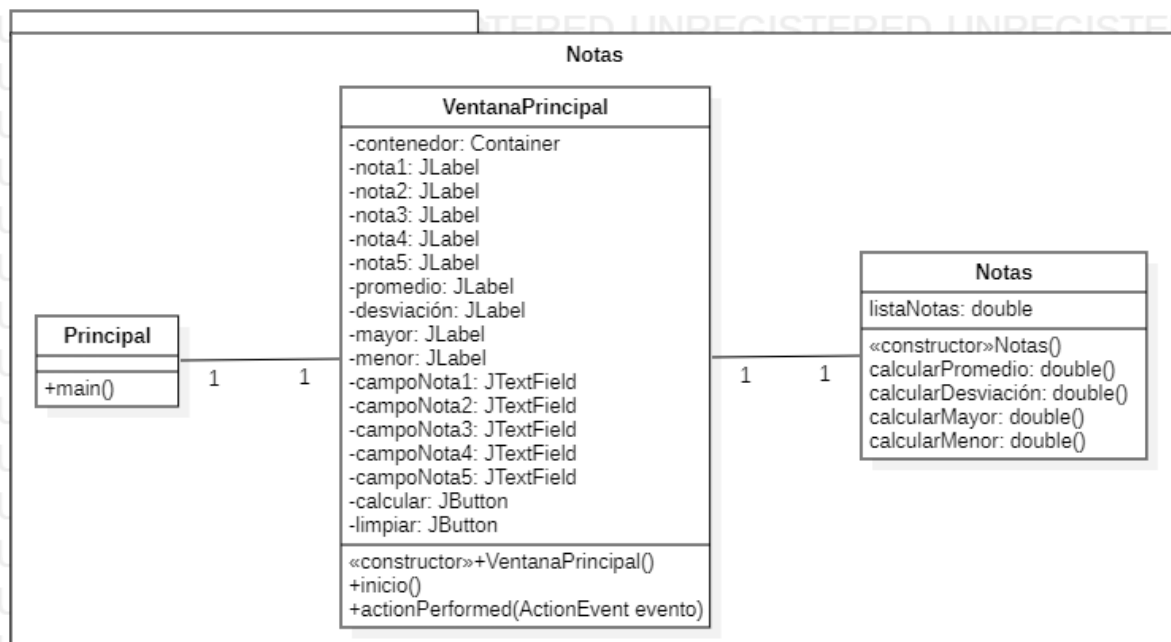 UNREGISTERED UNREGISTE
Notas
VentanaPrincipal
-contenedor: Container
-nota1: JLabel
-nota2: JLabel
-nota3: JLabel
-nota4: JLabel
-nota5: JLabel
-promedio: JLabel
-desviación: JLabel
-mayor: JLabel
-menor: JLabel
-campoNota1: JTextField
-campoNota2: JTextField
-campoNota3: JTextField
-campoNota4: JTextField
-campoNota5: JTextField
-calcular: JButton
-limpiar: JButton
«constructor»+VentanaPrincipal()
+inicio()
+actionPerformed(ActionEvent evento)
Principal
+main()
1
1
1
1
Notas
listaNotas: double
«constructor»Notas()
calcularPromedio: double()
calcularDesviación: double()
calcularMayor: double()
calcularMenor: double()